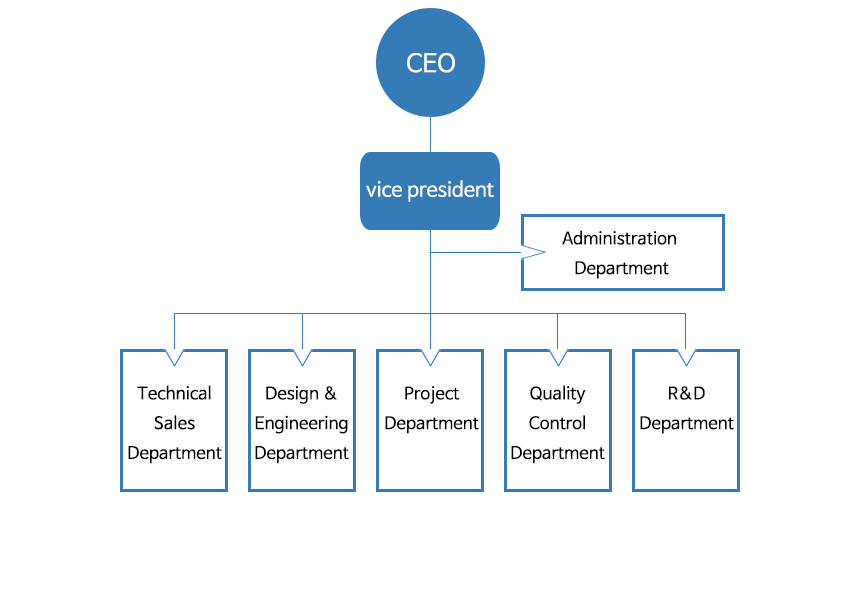 CEO
vice president
Administration
Department
Technical
Sales
Department
Design &
Engineering
Department
Project
Department
Quality
Control
Department
R&D
Department